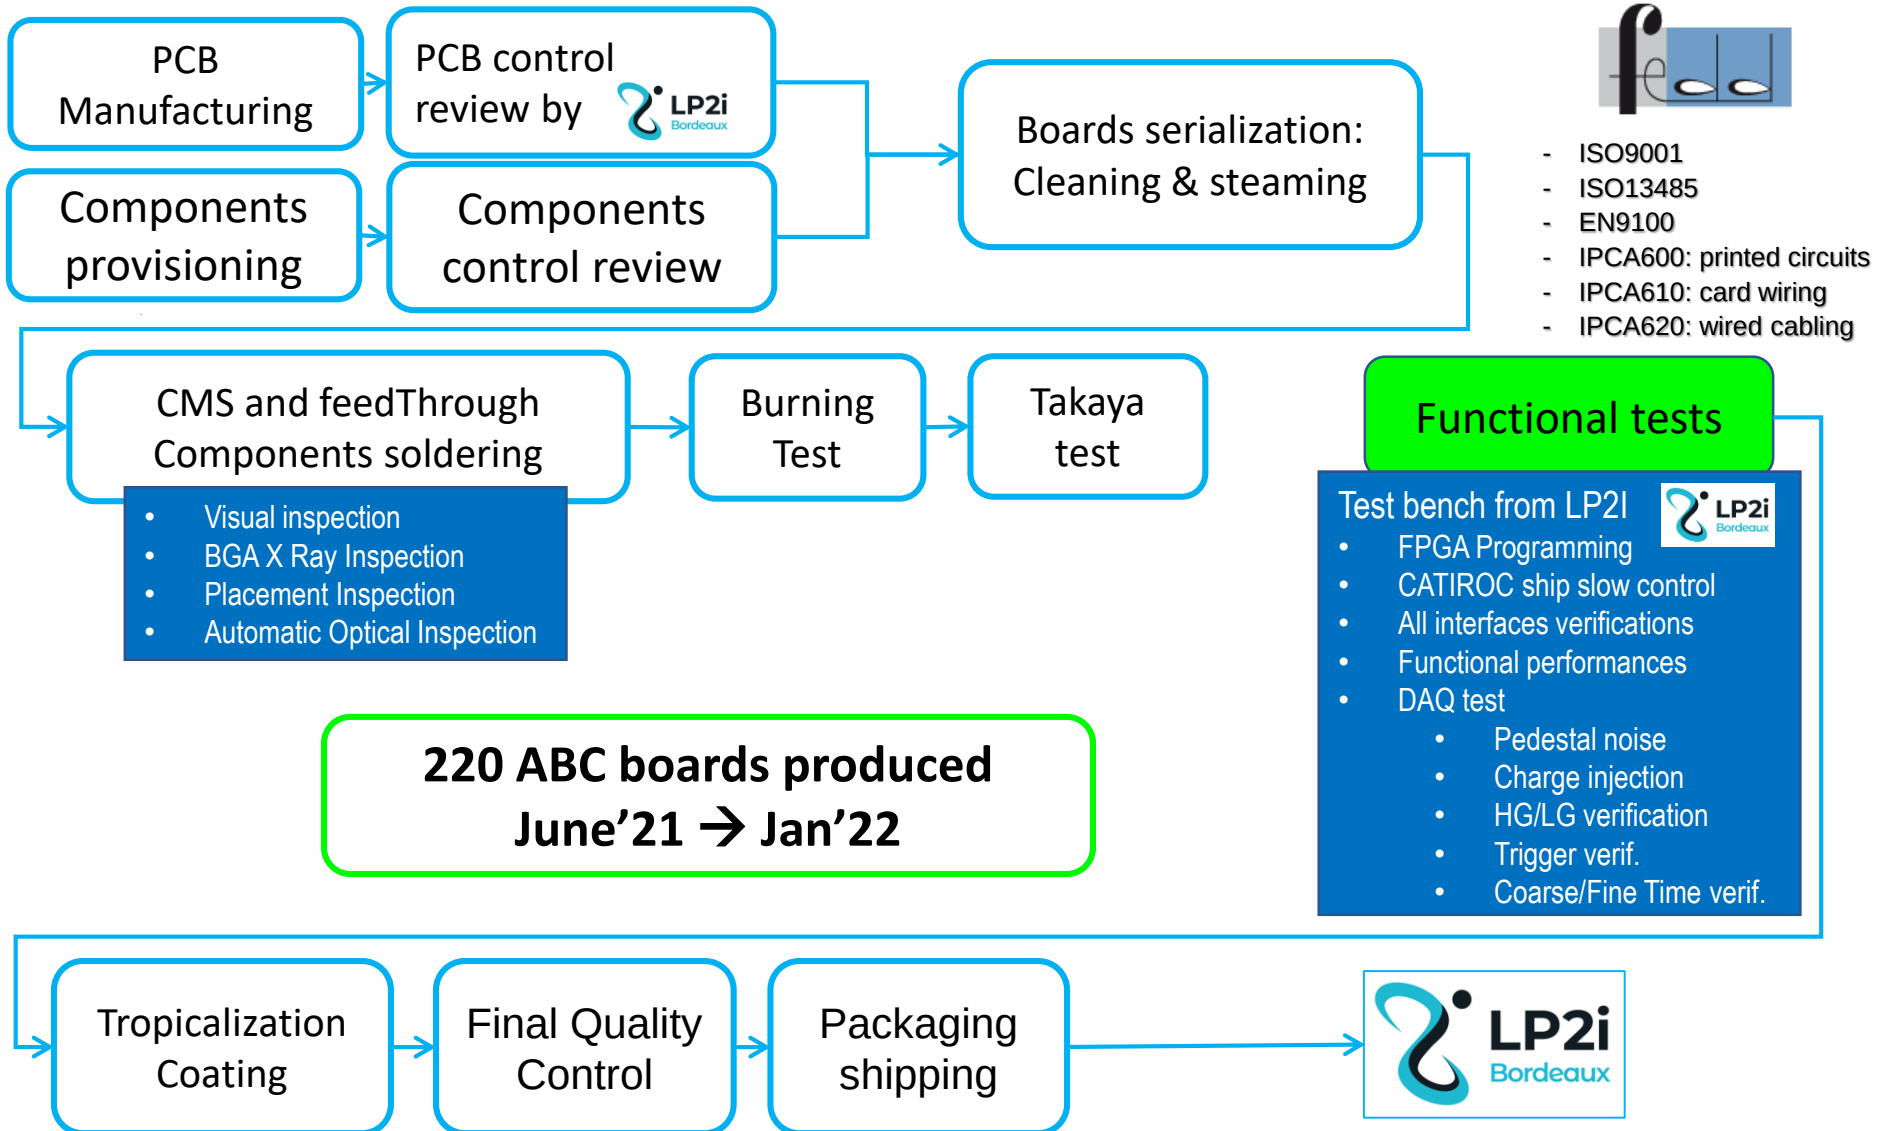 PCB
Manufacturing
PCB control
review by
LP2i
Bordeaux
Components
provisioning
Components
control review
Boards serialization:
Cleaning & steaming
fedd
- ISO9001
- ISO13485
- EN9100
- IPCA600: printed circuits
- IPCA610: card wiring
- IPCA620: wired cabling
CMS and feedThrough
Components soldering
• Visual inspection
• BGA X Ray Inspection
• Placement Inspection
• Automatic Optical Inspection
Burning
Test
Takaya
test
Functional tests
Test bench from LP2I
LP2i
Bordeaux
• FPGA Programming
• CATIROC ship slow control
• All interfaces verifications
• Functional performances
• DAQ test
• Pedestal noise
• Charge injection
• HG/LG verification
• Trigger verif.
• Coarse/Fine Time verif.
220 ABC boards produced
June’21 → Jan’22
Tropicalization
Coating
Final Quality
Control
Packaging
shipping
LP2i
Bordeaux